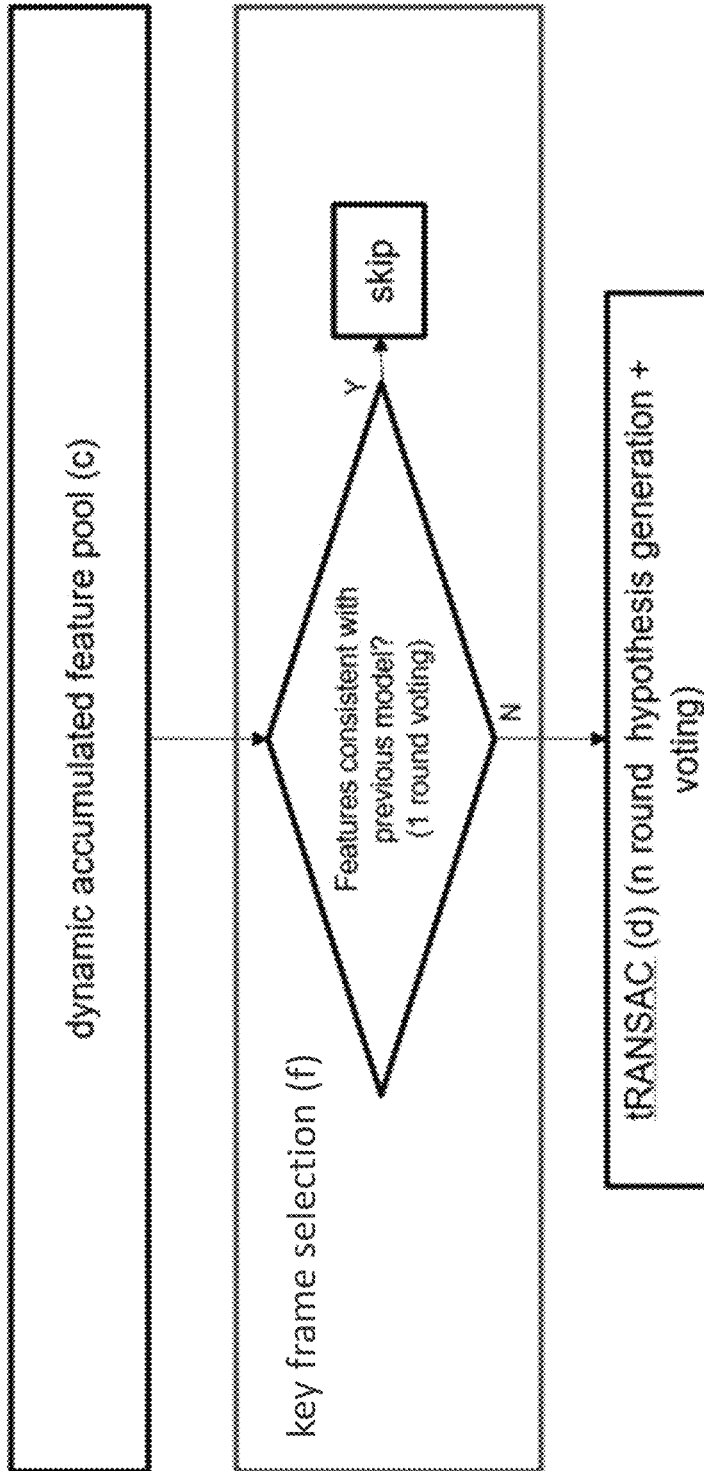 dynamic accumulated feature pool (c)
key frame selection (f)
Features consistent with
previous model?
(1 round voting)
Y
skip
N
tRANSAC (d) (n round hypothesis generation +
voting)